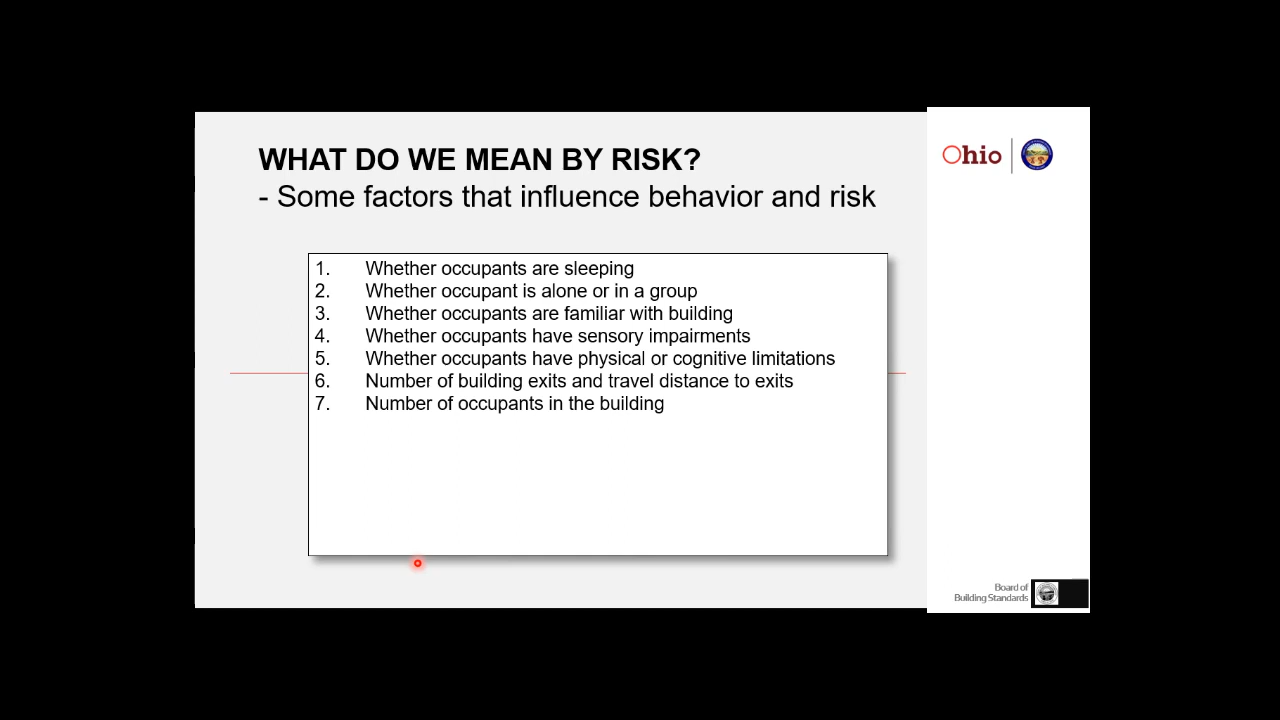 WHAT DO WE MEAN BY RISK?
- Some factors that influence behavior and risk
1. Whether occupants are sleeping
2. Whether occupant is alone or in a group
3. Whether occupants are familiar with building
4. Whether occupants have sensory impairments
5. Whether occupants have physical or cognitive limitations
6. Number of building exits and travel distance to exits
7. Number of occupants in the building
Ohio
Board of
Building Standards